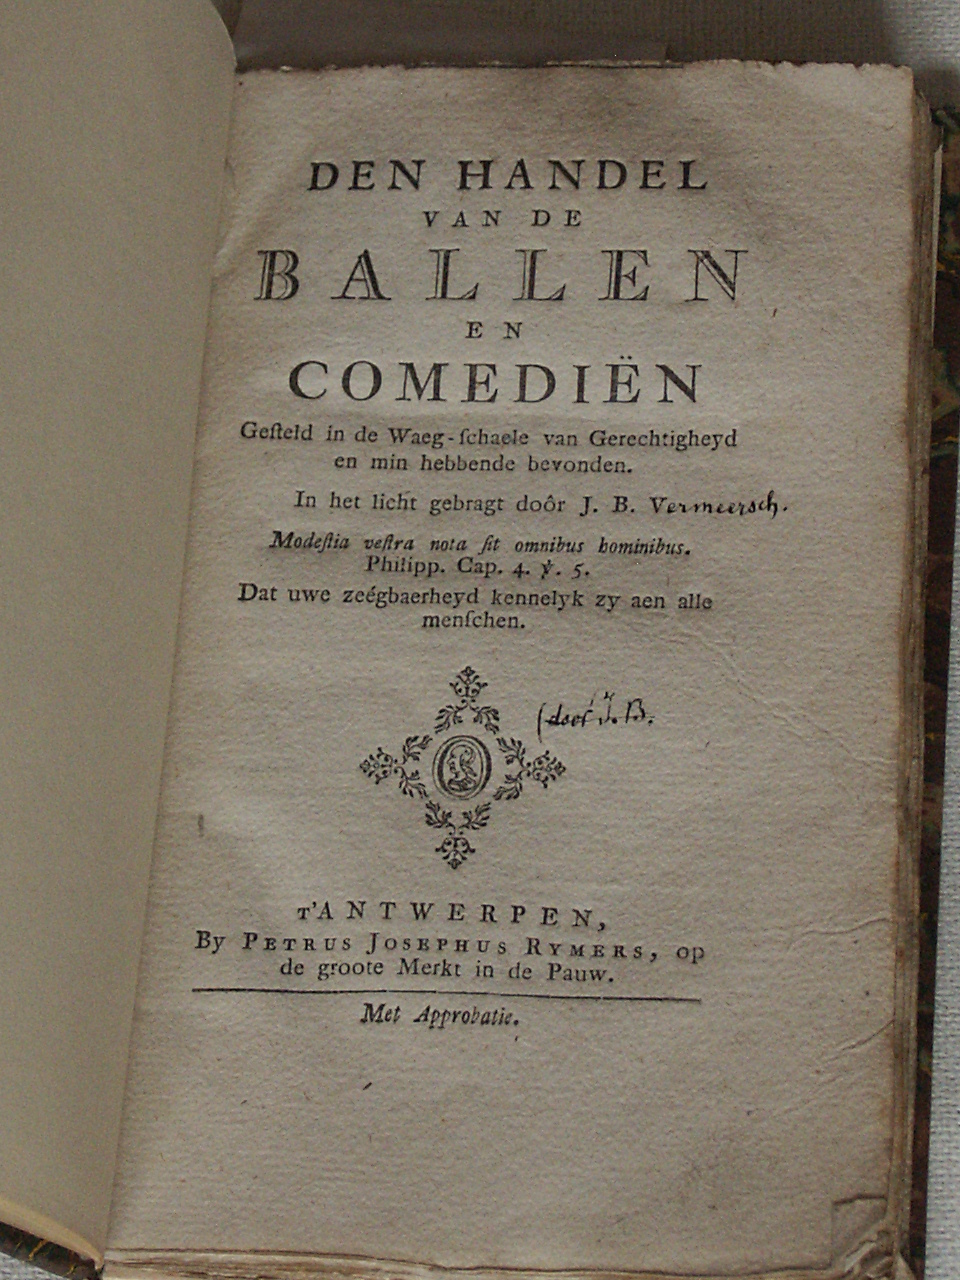 DEN HANDEL
VAN DE
BALLEN
EN
COMEDIËN
Geſteld in de Waeg-ſchaele van Gerechtigheyd
en min hebbende bevonden.
In het licht gebragt doôr J. B. Vermeersch.
Modeſtia veſtra nota ſit omnibus hominibus.
Philipp. Cap. 4. ℣. 5.
Dat uwe zeégbaerheyd kennelyk zy aen alle
menſchen.
(door J. B.
T'ANTWERPEN,
By PETRUS JOSEPHUS RYMERS, op
de groote Merkt in de Pauw.
Met Approbatie.